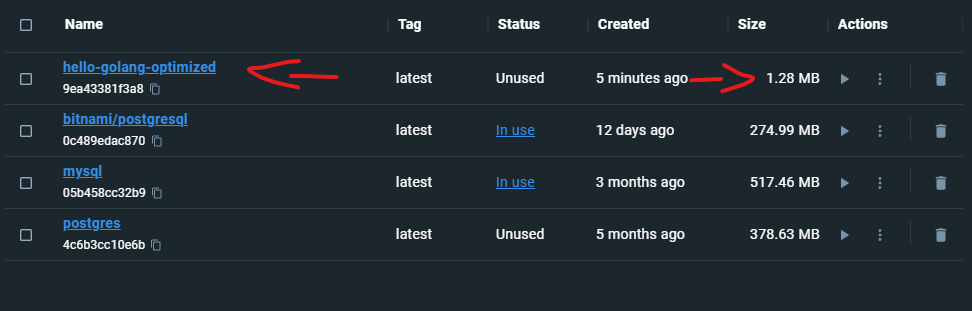 Name Tag Status Created Size Actions
hello-golang-optimized latest Unused 5 minutes ago 1.28 MB
9ea43381f3a8
bitnami/postgresql latest In use 12 days ago 274.99 MB
0c489edac870
mysql latest In use 3 months ago 517.46 MB
05b458cc32b9
postgres latest Unused 5 months ago 378.63 MB
4c6b3cc10e6b